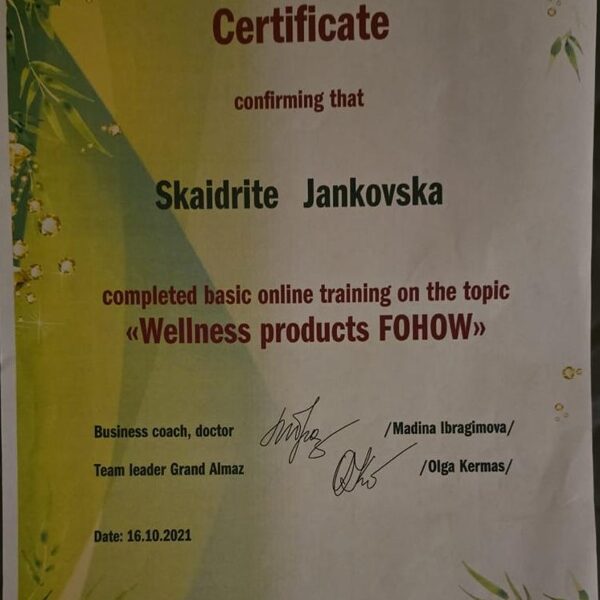 Certificate
confirming that
Skaidrite Jankovska
completed basic online training on the topic
«Wellness products FOHOW»
Business coach, doctor /Madina Ibragimova/
Team leader Grand Almaz /Olga Kermas/
Date: 16.10.2021